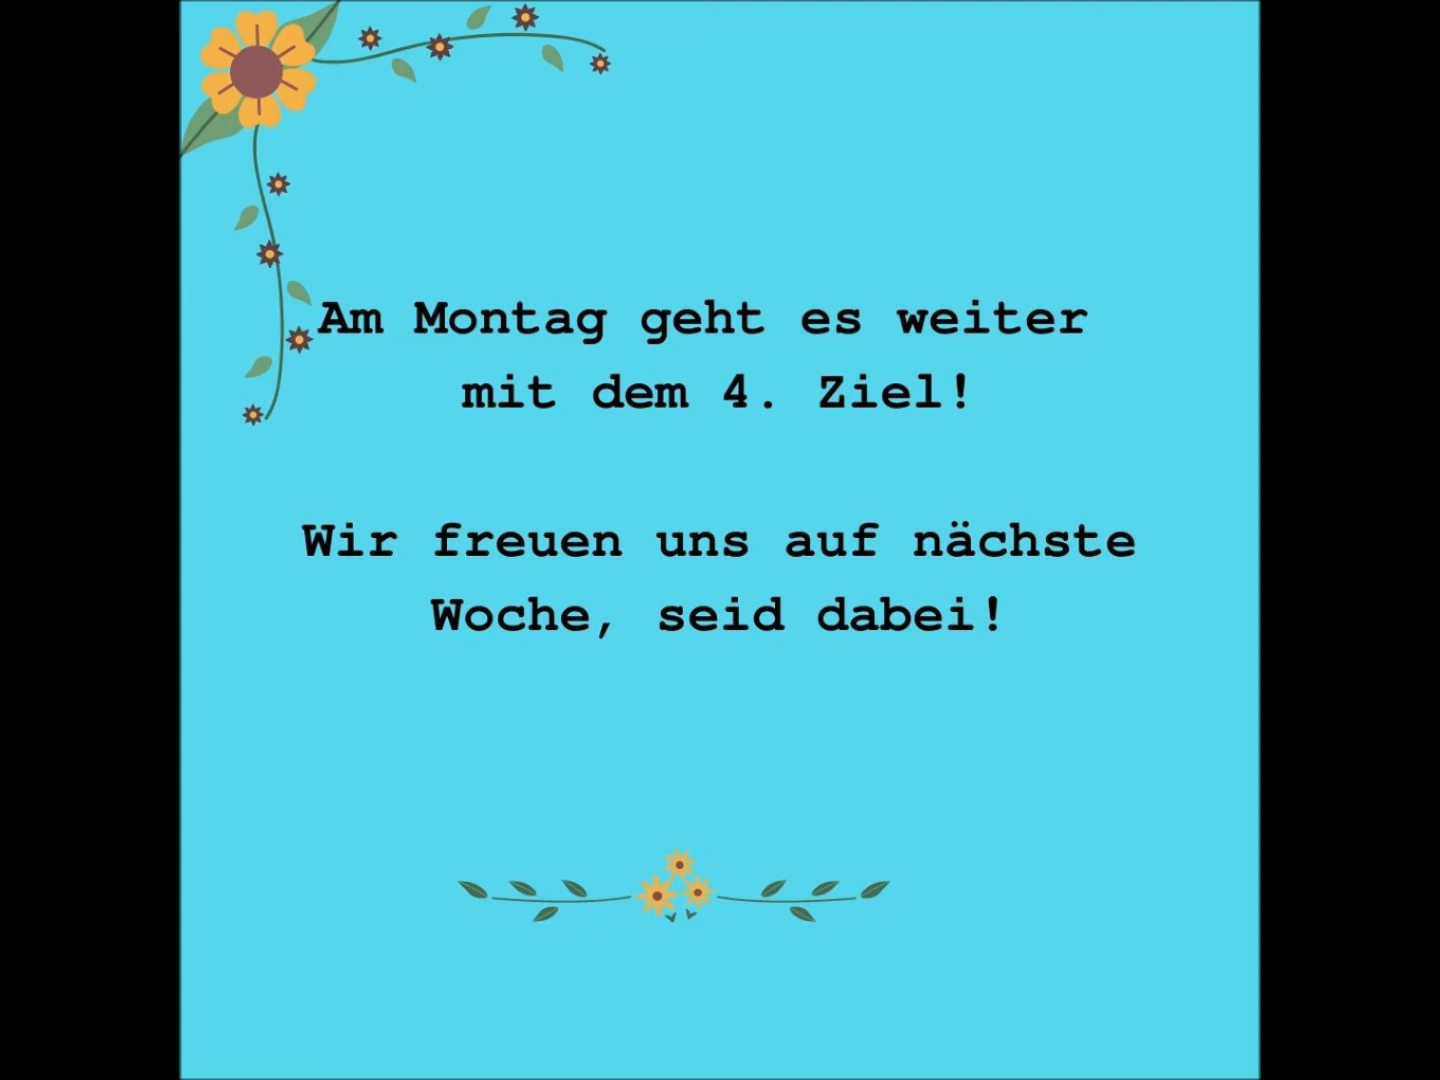 Am Montag geht es weiter
mit dem 4. Ziel!
Wir freuen uns auf nächste
Woche, seid dabei!